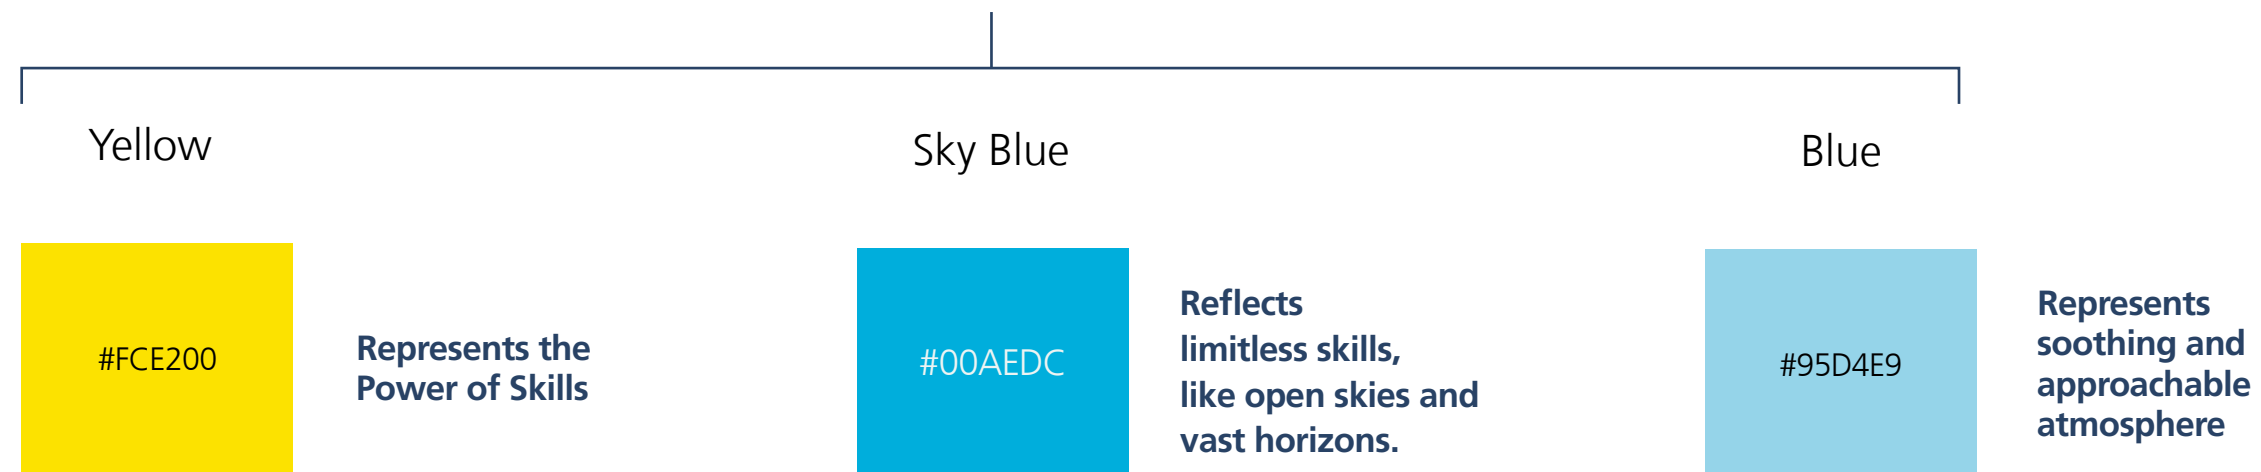 Yellow
Sky Blue
Blue
#FCE200
Represents the
Power of Skills
#00AEDC
Reflects
limitless skills,
like open skies and
vast horizons.
#95D4E9
Represents
soothing and
approachable
atmosphere